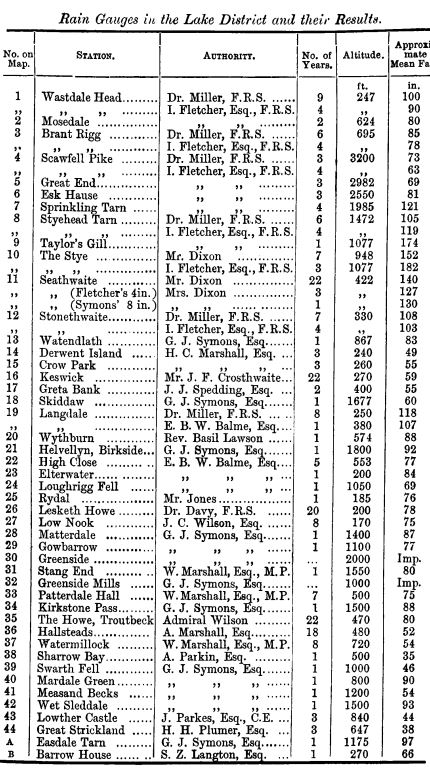 Rain Gauges in the Lake District and their Results.
No. on Map. STATION. AUTHORITY. No. of Years. Altitude. Approxi mate Mean Fa
ft. in.
1 Wastdale Head......... Dr. Miller, F.R.S. ...... 9 247 100
„ „ „ ......... I. Fletcher, Esq., F.R.S. 4 „ 90
2 Mosedale ............... „ „ 2 624 80
3 Brant Rigg ............ Dr. Miller, F.R.S. ...... 6 695 85
„ „ „ ............ I. Fletcher, Esq., F.R.S. 4 „ 78
4 Scawfell Pike ......... Dr. Miller, F.R.S. ...... 3 3200 73
„ „ „ ......... I. Fletcher, Esq., F.R.S. 4 „ 63
5 Great End............... „ „ 3 2982 69
6 Esk Hause ............ „ „ 3 2550 81
7 Sprinkling Tarn ...... „ „ 4 1985 121
8 Styehead Tarn ......... Dr. Miller, F.R.S. ...... 6 1472 105
„ „ „ ......... I. Fletcher, Esq., F.R.S. 4 „ 119
9 Taylor's Gill............ „ „ 1 1077 174
10 The Stye ............... Mr. Dixon ............... 7 948 152
„ „ „ ............... I. Fletcher, Esq., F.R.S. 3 1077 182
11 Seathwaite ............ Mr. Dixon ............... 22 422 140
„ „ (Fletcher's 4in.) Mrs. Dixon ............ 3 „ 127
„ „ (Symons' 8 in.) „ „ ............ 1 „ 130
12 Stonethwaite............ Dr. Miller, F.R.S. ...... 7 330 108
„ „ ............ I. Fletcher, Esq., F.R.S. 4 „ 103
13 Watendlath ............ G. J. Symons, Esq....... 1 867 83
14 Derwent Island ...... H. C. Marshall, Esq. ... 3 240 49
15 Crow Park ............ „ „ „ ... 3 260 55
16 Keswick ............... Mr. J. F. Crosthwaite... 22 270 59
17 Greta Bank ............ J. J. Spedding, Esq. ... 2 400 55
18 Skiddaw ............... G. J. Symons, Esq....... 1 1677 60
19 Langdale ............... Dr. Miller, F.R.S. ...... 8 250 118
„ „ ............... E. B. W. Balme, Esq.... 1 380 107
20 Wythburn ............ Rev. Basil Lawson ...... 1 574 88
21 Helvellyn, Birkside... G. J. Symons, Esq....... 1 1800 92
22 High Close ............ E. B. W. Balme, Esq.... 5 553 77
23 Elterwater............... „ „ „ ... 1 200 84
24 Loughrigg Fell ...... „ „ „ ... 1 1050 69
25 Rydal .................. Mr. Jones............... 1 185 76
26 Lesketh Howe ......... Dr. Davy, F.R.S. ...... 20 200 78
27 Low Nook ............ J. C. Wilson, Esq. ...... 8 170 75
28 Matterdale ............ G. J. Symons, Esq....... 1 1400 87
29 Gowbarrow ............ „ „ „ ...... 1 1100 77
30 Greenside ............... „ „ „ ...... ... 2000 Imp.
31 Stang End ............ W. Marshall, Esq., M.P. 1 1550 80
32 Greenside Mills ...... G. J. Symons, Esq....... ... 1000 Imp.
33 Patterdale Hall ...... W. Marshall, Esq., M.P. 7 500 75
34 Kirkstone Pass......... G. J. Symons, Esq....... 1 1500 88
35 The Howe, Troutbeck Admiral Wilson ......... 22 470 80
36 Hallsteads............... A. Marshall, Esq. ...... 18 480 52
37 Watermillock ......... W. Marshall, Esq., M.P. 8 720 54
38 Sharrow Bay............ A. Parkin, Esq. ......... 1 500 35
39 Swarth Fell ............ G. J. Symons, Esq....... 1 1000 46
40 Mardale Green......... „ „ „ ...... 1 800 90
41 Measand Becks ...... „ „ „ ...... 1 1200 54
42 Wet Sleddale ......... „ „ „ ...... 1 1500 93
43 Lowther Castle ...... J. Parkes, Esq., C.E. ... 3 840 44
44 Great Strickland ...... H. H. Plumer, Esq. ... 3 647 38
A Easdale Tarn ......... G. J. Symons, Esq....... 1 1175 97
B Barrow House ......... S. Z. Langton, Esq. ... 1 270 66